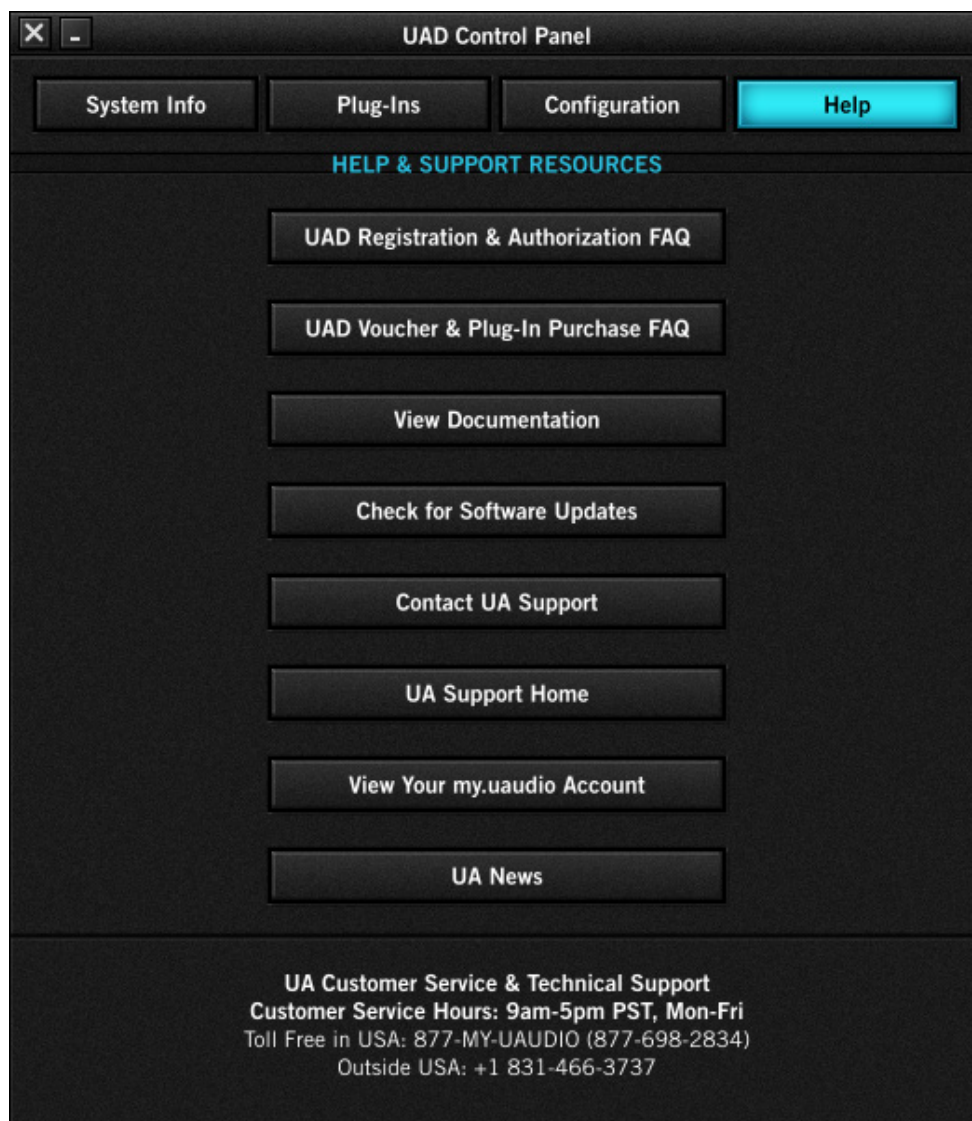 UAD Control Panel
System Info
Plug-Ins
Configuration
Help
HELP & SUPPORT RESOURCES
UAD Registration & Authorization FAQ
UAD Voucher & Plug-In Purchase FAQ
View Documentation
Check for Software Updates
Contact UA Support
UA Support Home
View Your my.uaudio Account
UA News
UA Customer Service & Technical Support
Customer Service Hours: 9am-5pm PST, Mon-Fri
Toll Free in USA: 877-MY-UAUDIO (877-698-2834)
Outside USA: +1 831-466-3737